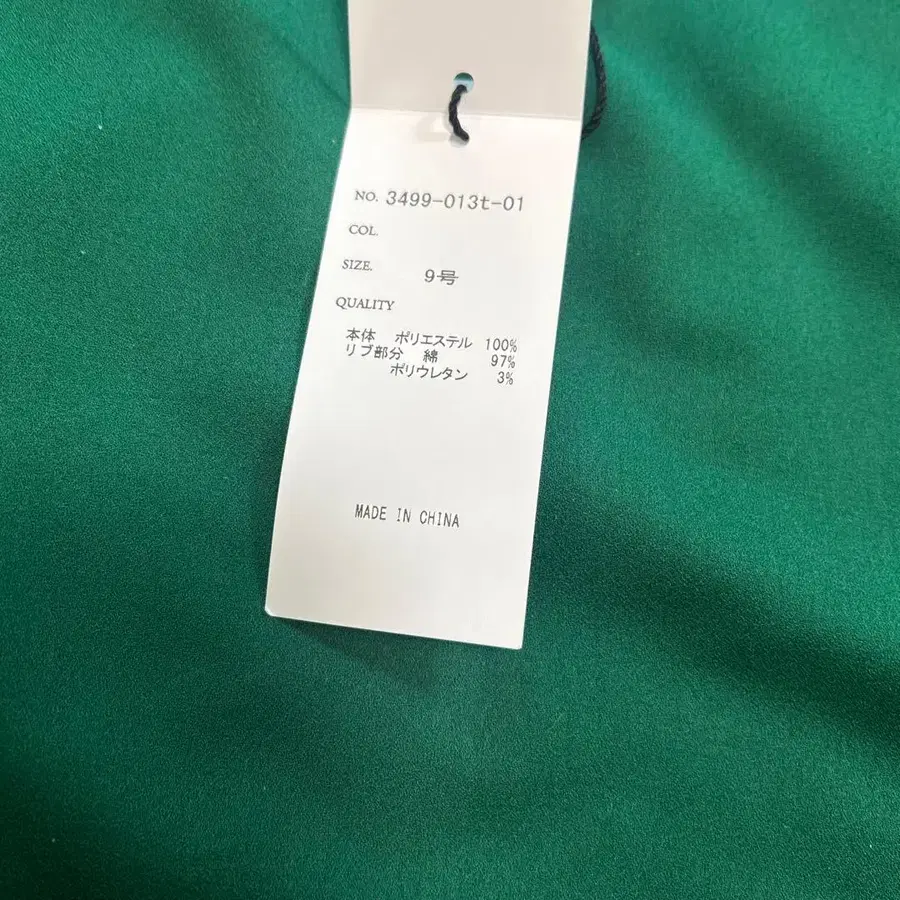 NO. 3499-013t-01
COL.
SIZE. 9号
QUALITY
本体 ポリエステル 100%
リブ部分 綿 97%
ポリウレタン 3%
MADE IN CHINA